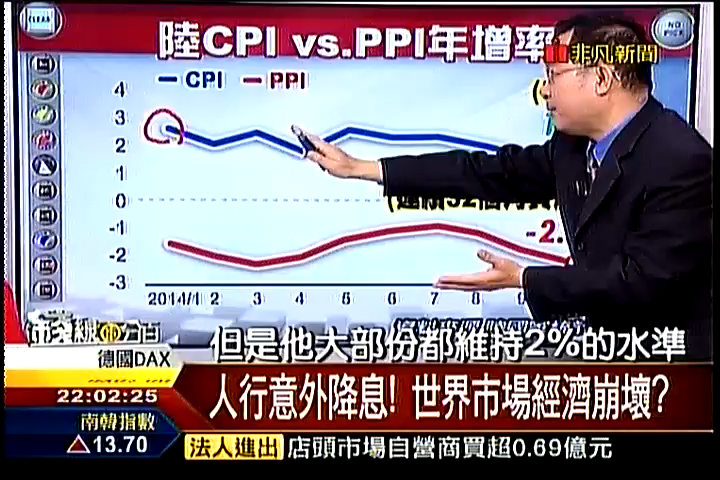 CLEAR
陸CPI vs.PPI年增率
非凡新聞
CPI
PPI
4
3
2
1
0
-1
-2
-3
-2.
2014/1 2 3 4 5 6 7 8
但是他大部份都維持2%的水準
德國DAX
22:02:25
人行意外降息! 世界市場經濟崩壞?
南韓指數
▲13.70
法人進出 店頭市場自營商買超0.69億元